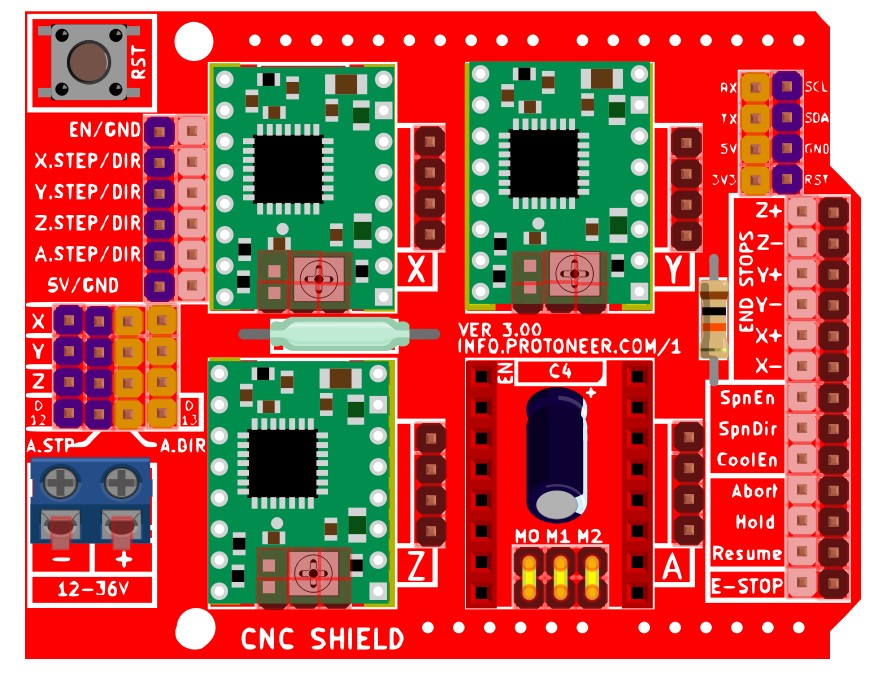 RST
EN/GND
X.STEP/DIR
Y.STEP/DIR
Z.STEP/DIR
A.STEP/DIR
5V/GND
X
Y
Z
D 12
D 13
A.STP
A.DIR
- +
12-36V
X
Y
Z
A
VER 3.00
INFO.PROTONEER.COM/1
EN
C4
+
M0 M1 M2
RX SCL
TX SDA
5V GND
3V3 RST
END STOPS
Z+
Z-
Y+
Y-
X+
X-
SpnEn
SpnDir
CoolEn
Abort
Hold
Resume
E-STOP
CNC SHIELD